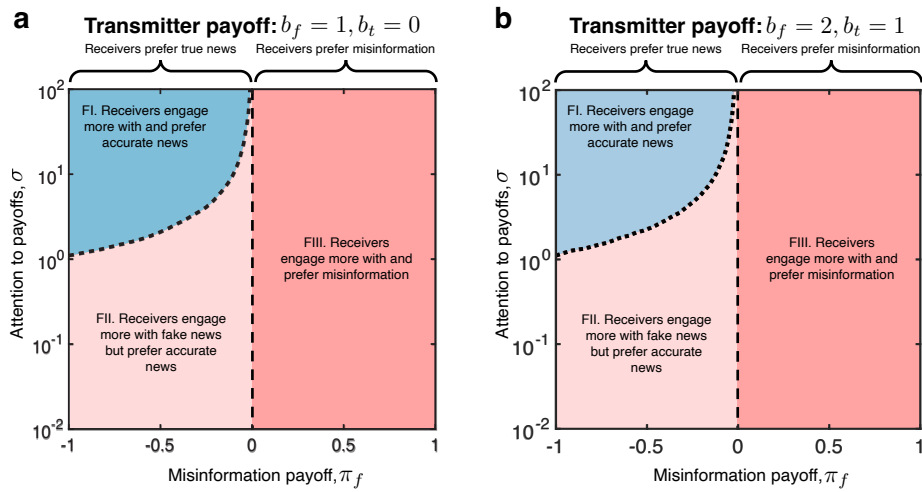 a
Transmitter payoff: b_f = 1, b_t = 0
Receivers prefer true news
Receivers prefer misinformation
10^2
10^1
10^0
10^-1
10^-2
Attention to payoffs, σ
FI. Receivers engage
more with and prefer
accurate news
FII. Receivers engage
more with fake news
but prefer accurate
news
FIII. Receivers
engage more with and
prefer misinformation
-1
-0.5
0
0.5
1
Misinformation payoff, π_f
b
Transmitter payoff: b_f = 2, b_t = 1
Receivers prefer true news
Receivers prefer misinformation
10^2
10^1
10^0
10^-1
10^-2
Attention to payoffs, σ
FI. Receivers engage
more with and prefer
accurate news
FII. Receivers engage
more with fake news
but prefer accurate
news
FIII. Receivers
engage more with and
prefer misinformation
-1
-0.5
0
0.5
1
Misinformation payoff, π_f